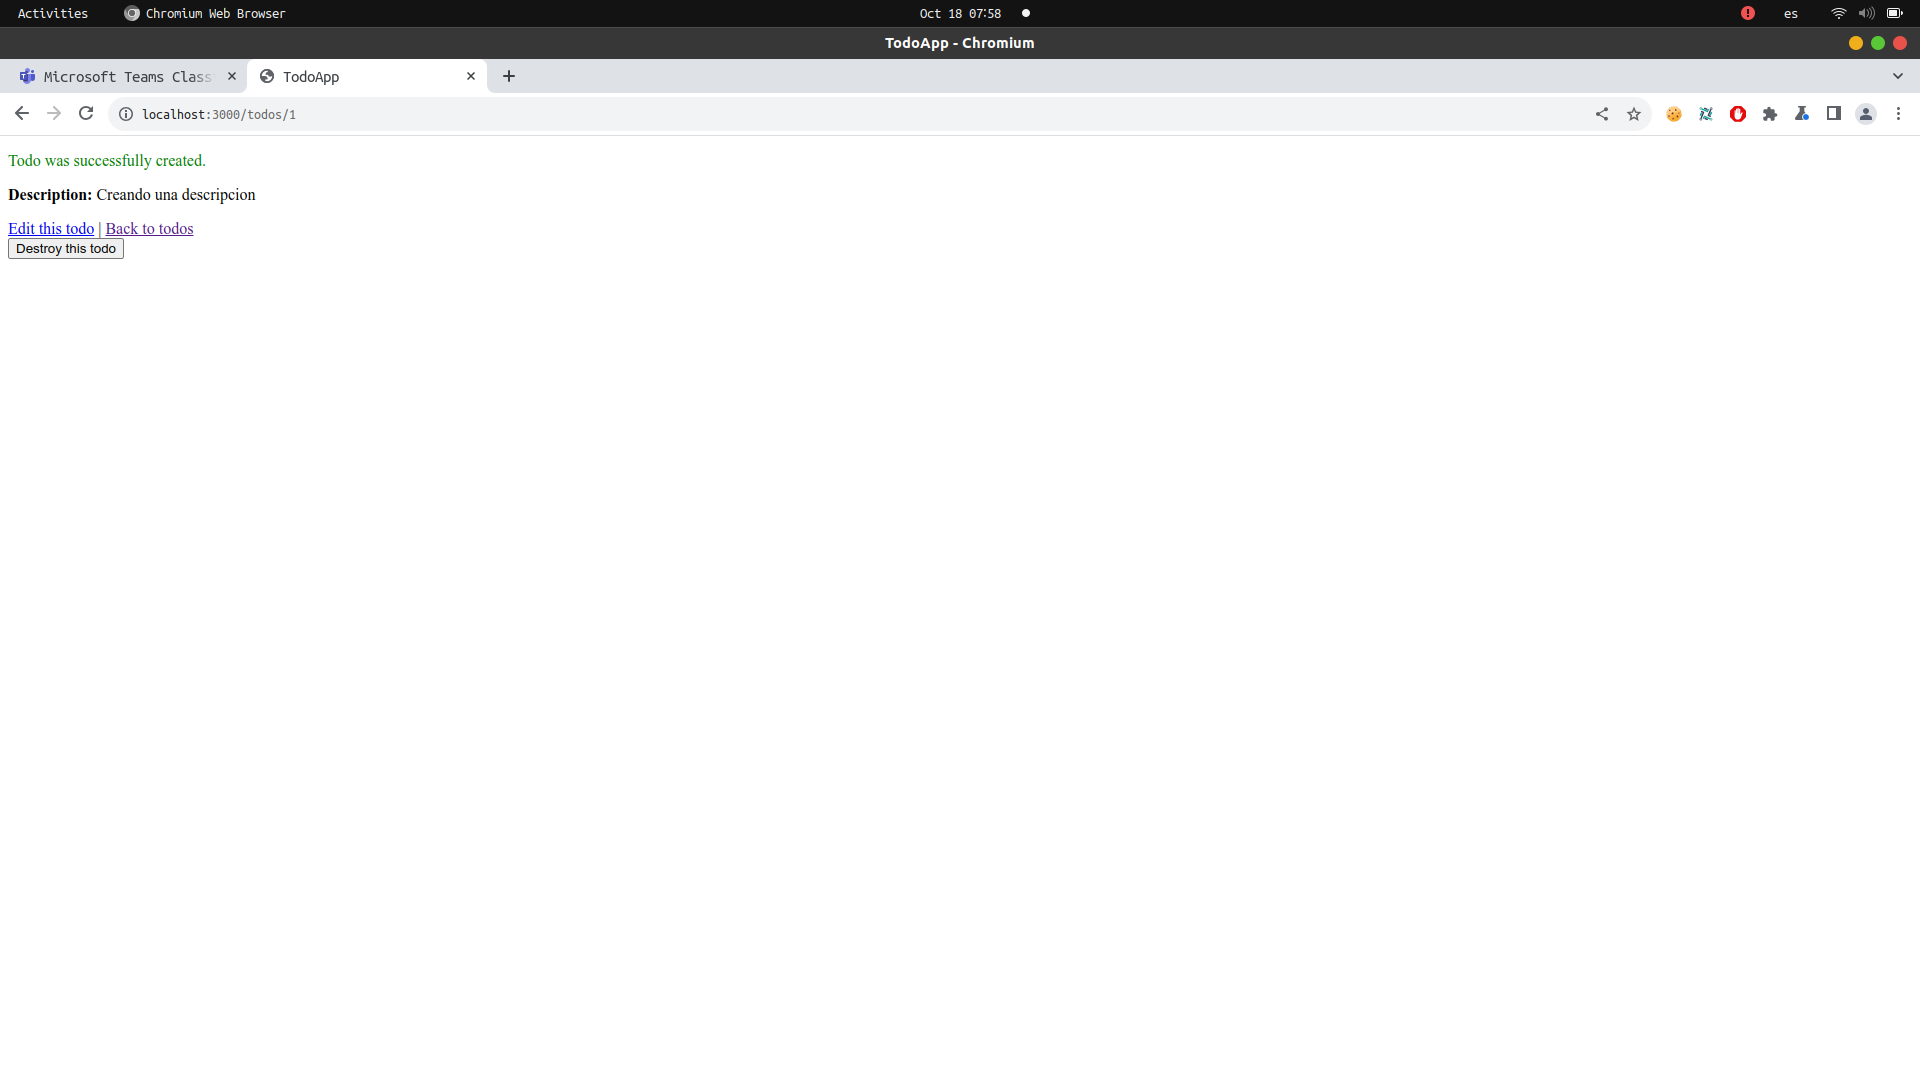 Activities Chromium Web Browser Oct 18 07:58 es
TodoApp - Chromium
Microsoft Teams Class TodoApp
localhost:3000/todos/1
Todo was successfully created.
Description: Creando una descripcion
Edit this todo | Back to todos
Destroy this todo